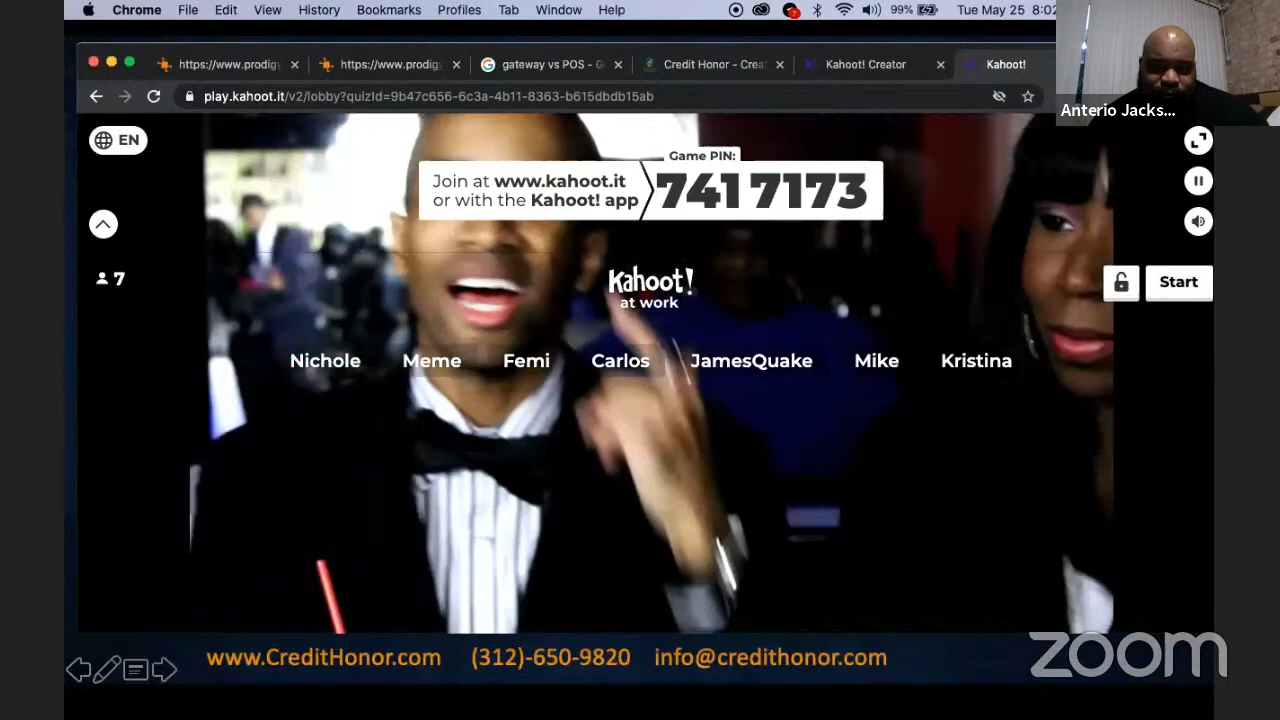 Chrome File Edit View History Bookmarks Profiles Tab Window Help 99% Tue May 25 8:02
https://www.prodigy https://www.prodig gateway vs POS - G Credit Honor - Crea Kahoot! Creator Kahoot!
play.kahoot.it/v2/lobby?quizId=9b47c656-6c3a-4b11-8363-b615dbdb15ab
Anterio Jacks...
EN
Game PIN:
Join at www.kahoot.it
or with the Kahoot! app
741 7173
7
Kahoot!
at work
Start
Nichole Meme Femi Carlos JamesQuake Mike Kristina
www.CreditHonor.com (312)-650-9820 info@credithonor.com
zoom